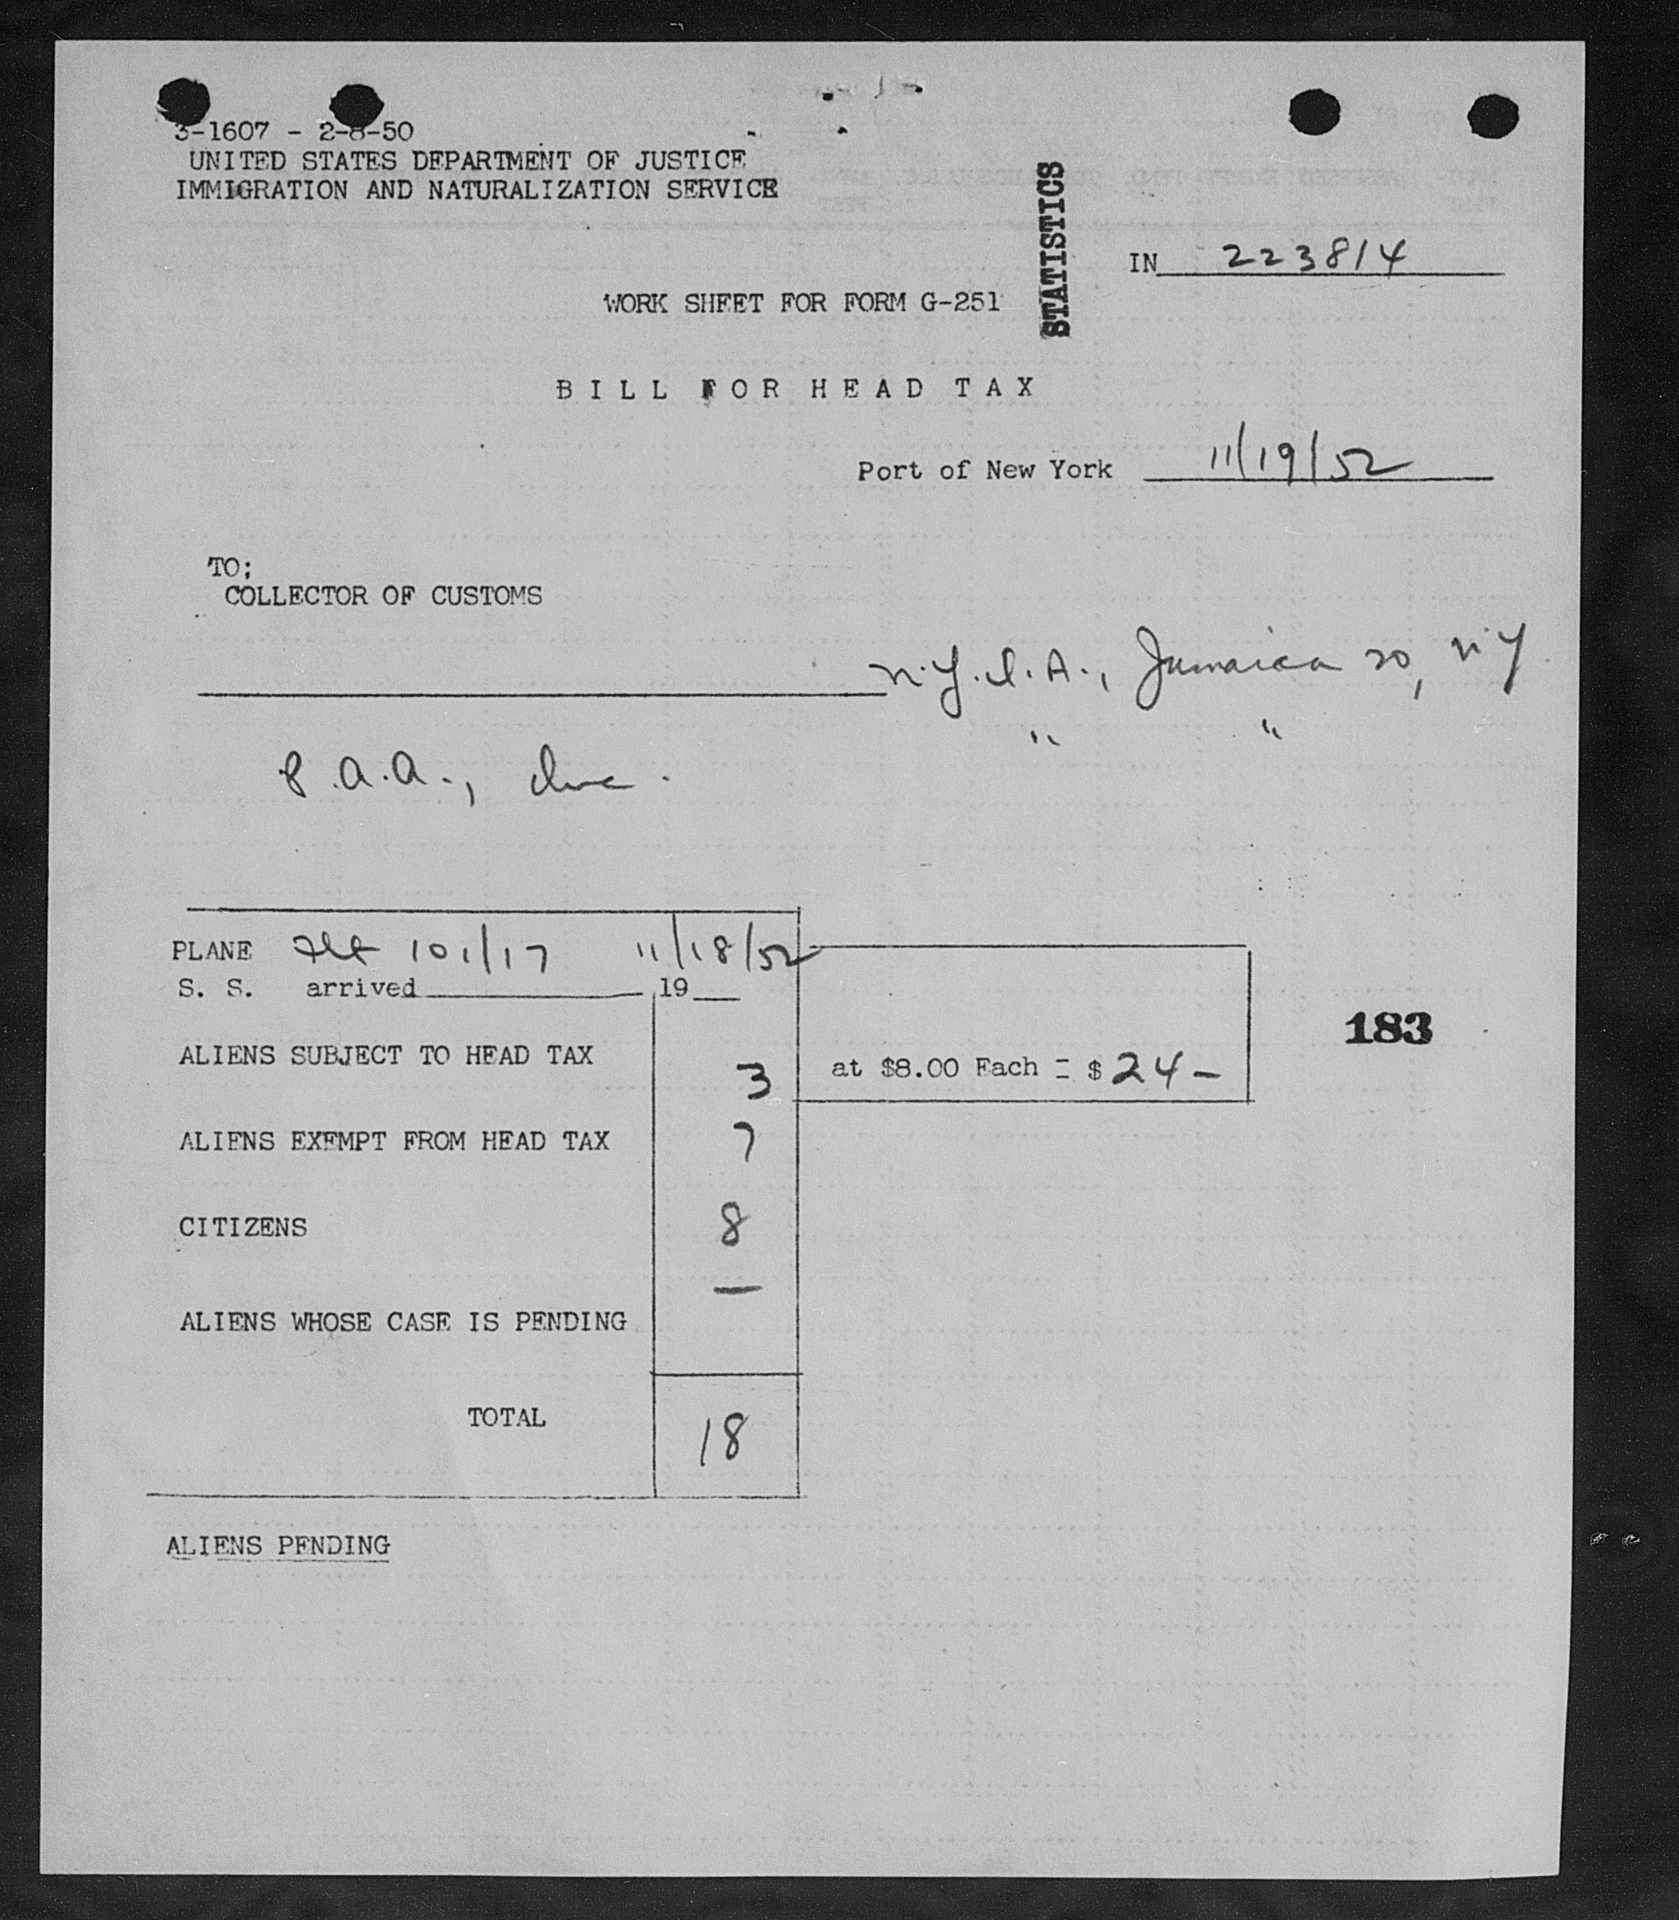 3-1607 - 2-8-50
UNITED STATES DEPARTMENT OF JUSTICE
IMMIGRATION AND NATURALIZATION SERVICE
STATISTICS
IN 223814
WORK SHEET FOR FORM G-251
BILL FOR HEAD TAX
Port of New York 11/19/52
TO;
COLLECTOR OF CUSTOMS
N.Y.I.A., Jamaica 30, N.Y
" "
P.A.A., Inc.
PLANE Flt 101/17 11/18/52
S. S. arrived , 19
183
ALIENS SUBJECT TO HEAD TAX 3 at $8.00 Each = $ 24 -
ALIENS EXEMPT FROM HEAD TAX 7
CITIZENS 8
ALIENS WHOSE CASE IS PENDING —
TOTAL 18
ALIENS PENDING